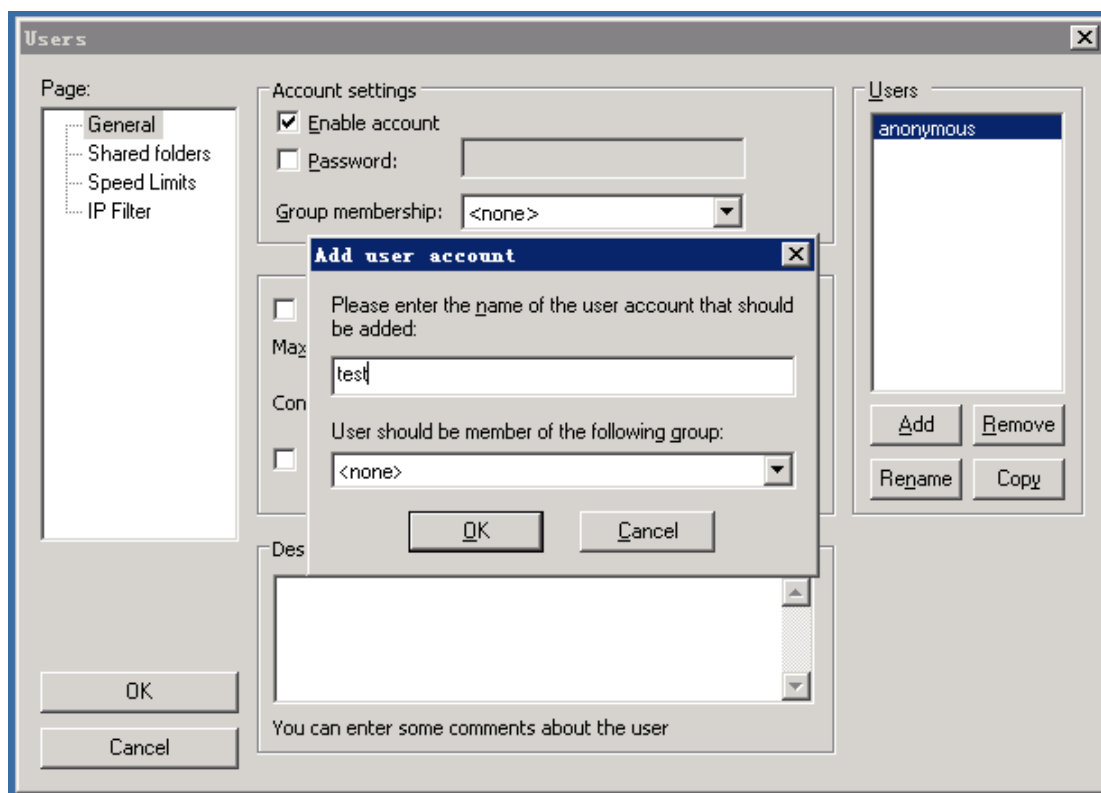 Users
Page:
General
Shared folders
Speed Limits
IP Filter
OK
Cancel
Account settings
Enable account
Password:
Group membership: <none>
Max
Con
Des
You can enter some comments about the user
Add user account
Please enter the name of the user account that should
be added:
test
User should be member of the following group:
<none>
OK Cancel
Users
anonymous
Add Remove
Rename Copy